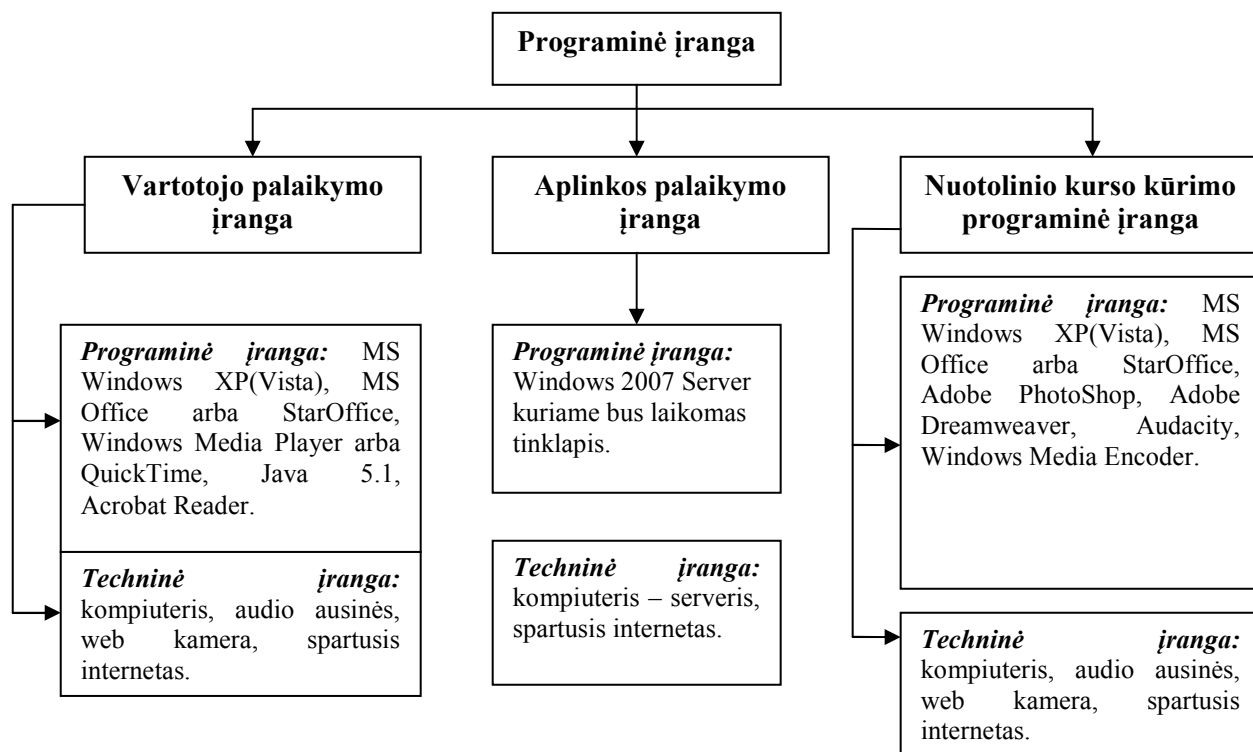 Programinė įranga
Vartotojo palaikymo
įranga
Aplinkos palaikymo
įranga
Nuotolinio kurso kūrimo
programinė įranga
Programinė įranga: MS
Windows XP(Vista), MS
Office arba StarOffice,
Windows Media Player arba
QuickTime, Java 5.1,
Acrobat Reader.
Techninė įranga:
kompiuteris, audio ausinės,
web kamera, spartusis
internetas.
Programinė įranga:
Windows 2007 Server
kuriame bus laikomas
tinklapis.
Techninė įranga:
kompiuteris – serveris,
spartusis internetas.
Programinė įranga: MS
Windows XP(Vista), MS
Office arba StarOffice,
Adobe PhotoShop, Adobe
Dreamweaver, Audacity,
Windows Media Encoder.
Techninė įranga:
kompiuteris, audio ausinės,
web kamera, spartusis
internetas.